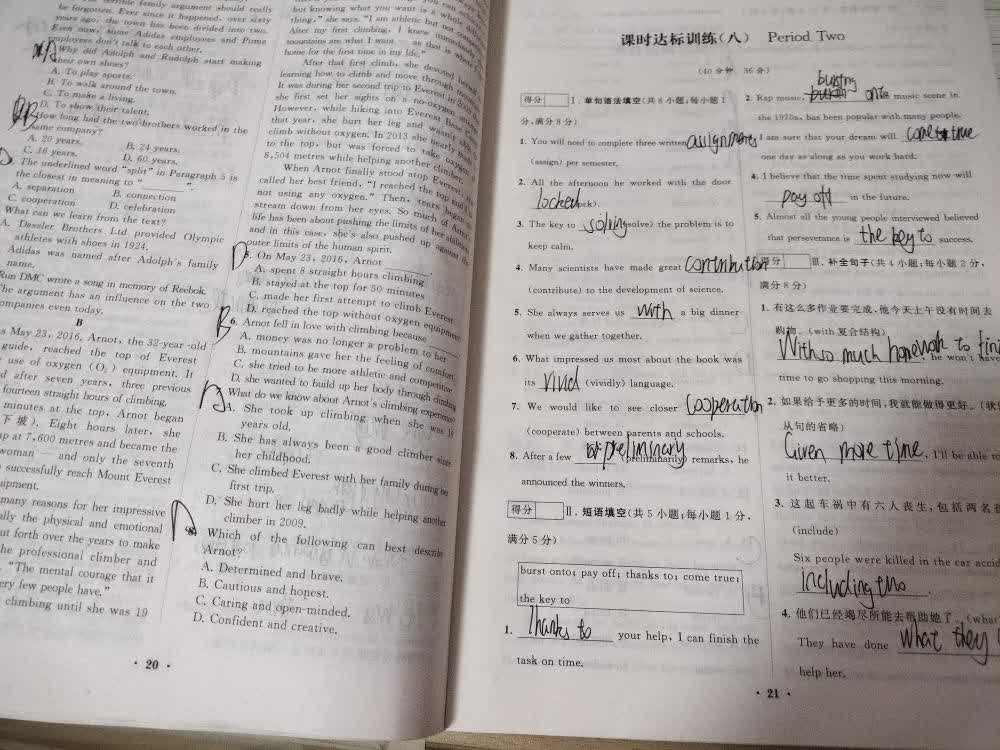 terrible family argument should really
be forgotten. Ever since it happened, over sixty
years ago, the town has been divided into two.
Even now, some Adidas employees and Puma
employees don't talk to each other.
Why did Adolph and Rudolph start making
their own shoes?
A. To play sports.
B. To walk around the town.
C. To make a living.
D. To show their talent.
How long had the two brothers worked in the
same company?
A. 20 years. B. 24 years.
C. 16 years. D. 60 years.
The underlined word "split" in Paragraph 5 is
the closest in meaning to "______".
A. separation B. connection
C. cooperation D. celebration
What can we learn from the text?
A. Dassler Brothers Ltd provided Olympic
athletes with shoes in 1924.
Adidas was named after Adolph's family
name.
Run DMC wrote a song in memory of Reebok.
The argument has an influence on the two
companies even today.
B
May 23, 2016, Arnot, the 32-year-old
guide, reached the top of Everest
use of oxygen (O₂) equipment. It
after seven years, three previous
fourteen straight hours of climbing.
minutes at the top, Arnot began
下坡). Eight hours later, she
up at 7,600 metres and became the
woman — and only the seventh
successfully reach Mount Everest
equipment.
many reasons for her impressive
the physical and emotional
put forth over the years to make
the professional climber and
"The mental courage that it
very few people have."
climbing until she was 19
· 20 ·
but knowing what you want is a whole
thing," she says. "I am athletic but not
After my first climbing, I knew immediately
mountains are what I want — as that is where
home for the first time in my life."
After that first climb, she devoted herself
learning how to climb and move through
It was during her second trip to Everest in
she first set her sights on a no-oxygen
However, while hiking into Everest
that year, she hurt her leg and wasn't
climb without oxygen. In 2013 she nearly
to the top, but was forced to take oxygen
8,504 metres while helping another climber.
When Arnot finally stood atop Everest, she
called her best friend, "I reached the top and I
not using any oxygen." Then, tears began
stream down from her eyes. So much of
life has been about pushing the limits of her
and in this case, she's also pushed up against
outer limits of the human spirit.
D 5. On May 23, 2016, Arnot ______.
A. spent 8 straight hours climbing
B. stayed at the top for 50 minutes
C. made her first attempt to climb Everest
D. reached the top without oxygen equipment
B 6. Arnot fell in love with climbing because ______.
A. money was no longer a problem to her
B. mountains gave her the feeling of comfort
C. she tried to be more athletic and competitive
D. she wanted to build up her body through climbing
What do we know about Arnot's climbing experience?
A. She took up climbing when she was
years old.
B. She has always been a good climber since
her childhood.
C. She climbed Everest with her family during her
first trip.
D. She hurt her leg badly while helping another
climber in 2009.
8. Which of the following can best describe
Arnot?
A. Determined and brave.
B. Cautious and honest.
C. Caring and open-minded.
D. Confident and creative.
课时达标训练(八) Period Two
(40分钟 35分)
得分 Ⅰ. 单句语法填空(共8小题;每小题1
分,满分8分)
1. You will need to complete three written assignments
(assign) per semester.
2. All the afternoon he worked with the door
locked (lock).
3. The key to solving (solve) the problem is to
keep calm.
4. Many scientists have made great contribution
(contribute) to the development of science.
5. She always serves us with a big dinner
when we gather together.
6. What impressed us most about the book was
its vivid (vividly) language.
7. We would like to see closer cooperation
(cooperate) between parents and schools.
8. After a few preliminary (preliminarily) remarks, he
announced the winners.
得分 Ⅱ. 短语填空(共5小题;每小题1分,
满分5分)
burst onto; pay off; thanks to; come true;
the key to
1. Thanks to your help, I can finish the
task on time.
· 21 ·
2. Rap music, bursting onto music scene in
the 1970s, has been popular with many people.
I am sure that your dream will come true
one day as along as you work hard.
4. I believe that the time spent studying now will
pay off in the future.
5. Almost all the young people interviewed believed
that perseverance is the key to success.
得分 Ⅲ. 补全句子(共4小题;每小题2分,
满分8分)
1. 有这么多作业要完成,他今天上午没有时间去
购物。(with复合结构)
With so much homework to fini, he won't have
time to go shopping this morning.
2. 如果给予更多的时间,我就能做得更好。(状
从句的省略)
Given more time, I'll be able to
it better.
3. 这起车祸中有六人丧生,包括两名
(include)
Six people were killed in the car accid
including two.
4. 他们已经竭尽所能去帮助她了。(what
They have done what they
help her.